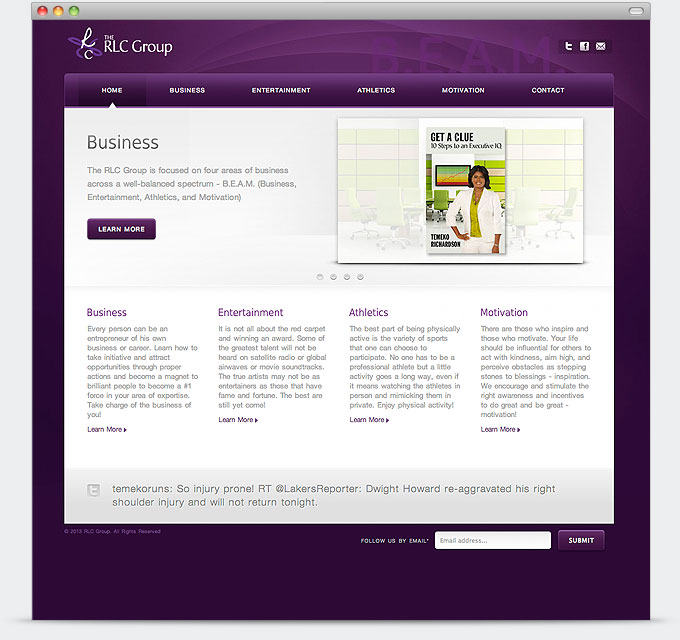 THE
RLC Group
B.E.A.M.
HOME BUSINESS ENTERTAINMENT ATHLETICS MOTIVATION CONTACT
Business
The RLC Group is focused on four areas of business
across a well-balanced spectrum - B.E.A.M. (Business,
Entertainment, Athletics, and Motivation)
LEARN MORE
GET A CLUE
10 Steps to an Executive IQ
TEMEKO
RICHARDSON
Business
Every person can be an
entrepreneur of his own
business or career. Learn how to
take initiative and attract
opportunities through proper
actions and become a magnet to
brilliant people to become a #1
force in your area of expertise.
Take charge of the business of
you!
Learn More
Entertainment
It is not all about the red carpet
and winning an award. Some of
the greatest talent will not be
heard on satellite radio or global
airwaves or movie soundtracks.
The true artists may not be as
entertainers as those that have
fame and fortune. The best are
still yet come!
Learn More
Athletics
The best part of being physically
active is the variety of sports
that one can choose to
participate. No one has to be a
professional athlete but a little
activity goes a long way, even if
it means watching the athletes in
person and mimicking them in
private. Enjoy physical activity!
Learn More
Motivation
There are those who inspire and
those who motivate. Your life
should be influential for others to
act with kindness, aim high, and
perceive obstacles as stepping
stones to blessings - inspiration.
We encourage and stimulate the
right awareness and incentives
to do great and be great -
motivation!
Learn More
temekoruns: So injury prone! RT @LakersReporter: Dwight Howard re-aggravated his right
shoulder injury and will not return tonight.
© 2013 RLC Group. All Rights Reserved
FOLLOW US BY EMAIL* Email address... SUBMIT